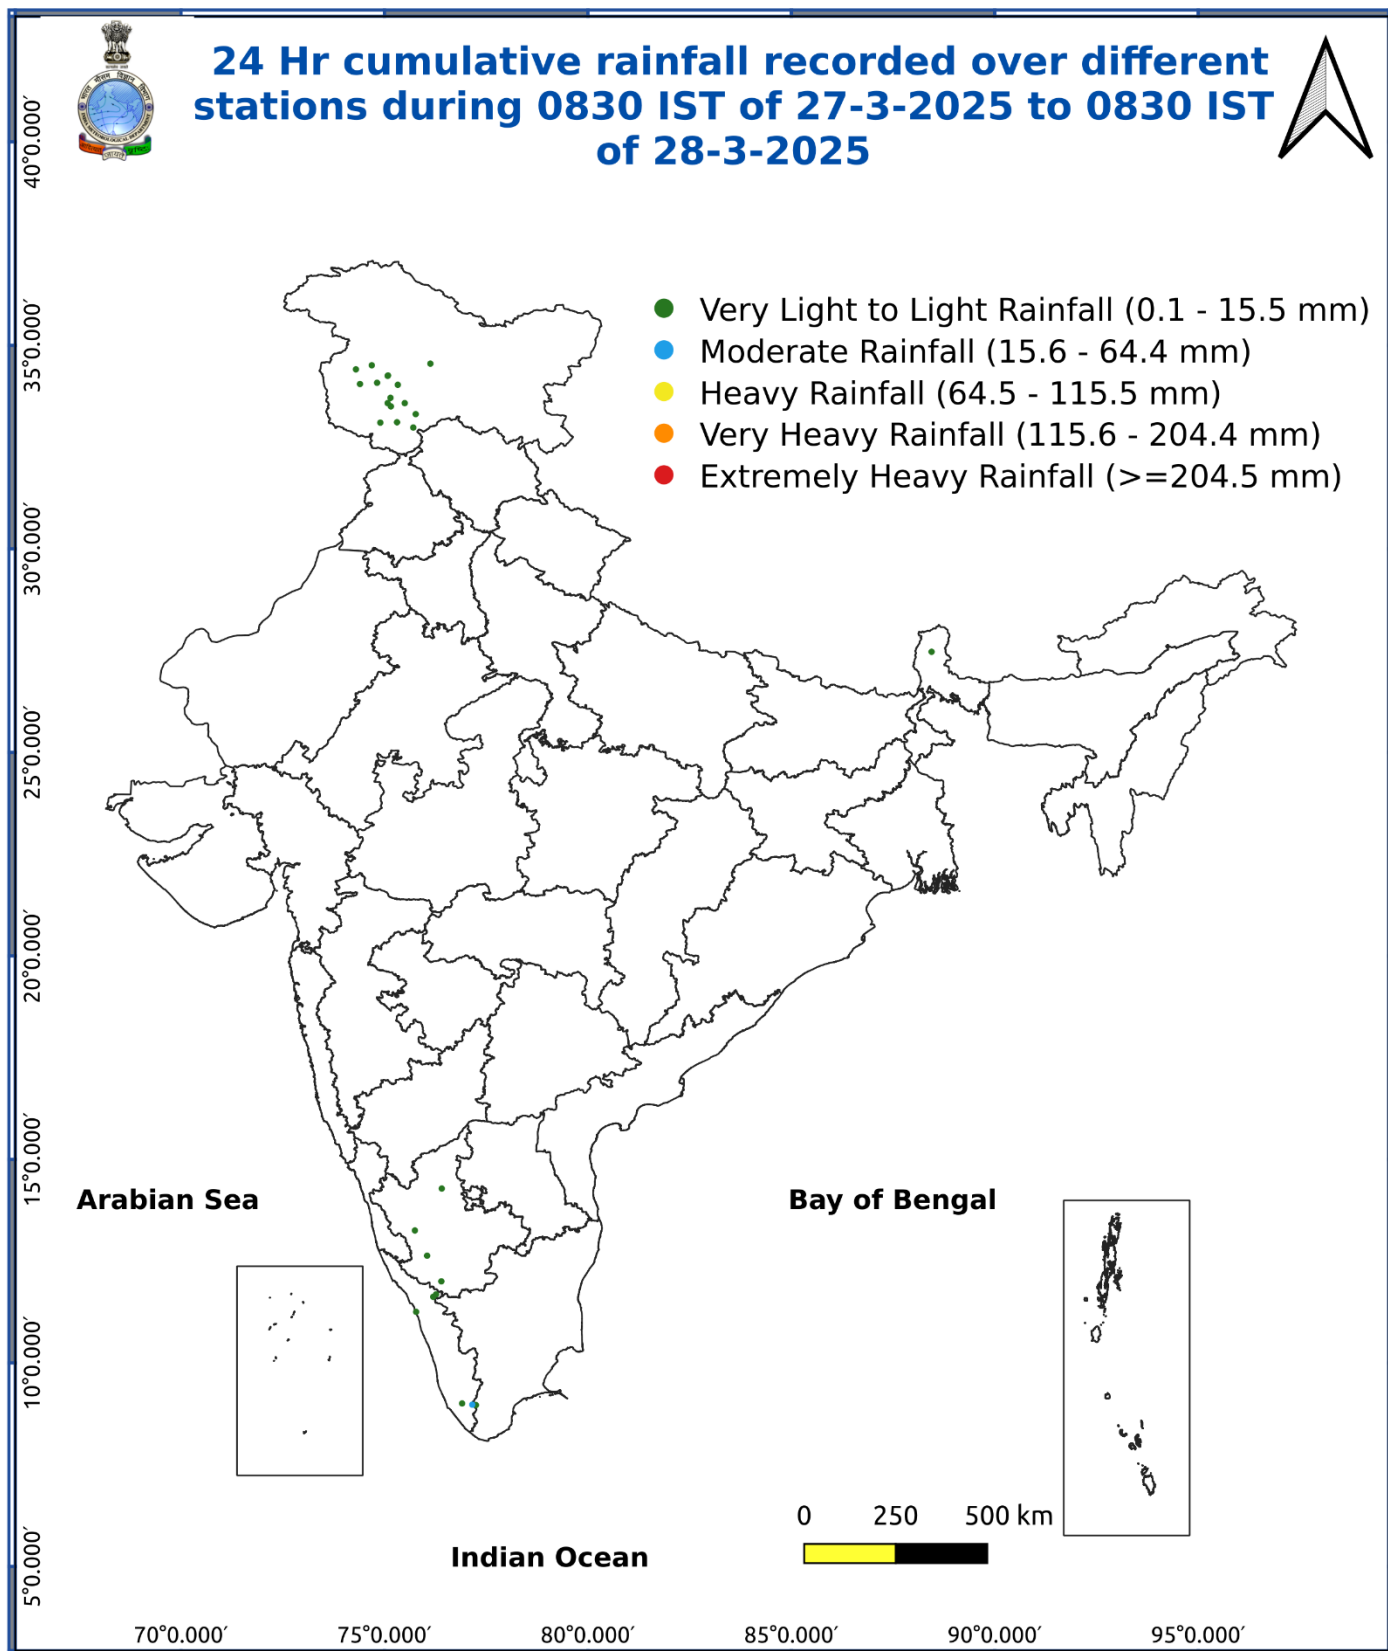 24 Hr cumulative rainfall recorded over different
stations during 0830 IST of 27-3-2025 to 0830 IST
of 28-3-2025
Very Light to Light Rainfall (0.1 - 15.5 mm)
Moderate Rainfall (15.6 - 64.4 mm)
Heavy Rainfall (64.5 - 115.5 mm)
Very Heavy Rainfall (115.6 - 204.4 mm)
Extremely Heavy Rainfall (>=204.5 mm)
40°0.000′
35°0.000′
30°0.000′
25°0.000′
20°0.000′
15°0.000′
10°0.000′
5°0.000′
Arabian Sea
Bay of Bengal
Indian Ocean
0 250 500 km
70°0.000′ 75°0.000′ 80°0.000′ 85°0.000′ 90°0.000′ 95°0.000′